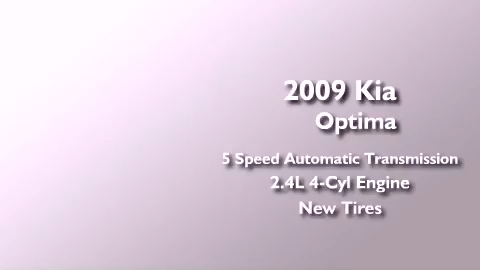 2009 Kia
Optima
5 Speed Automatic Transmission
2.4L 4-Cyl Engine
New Tires